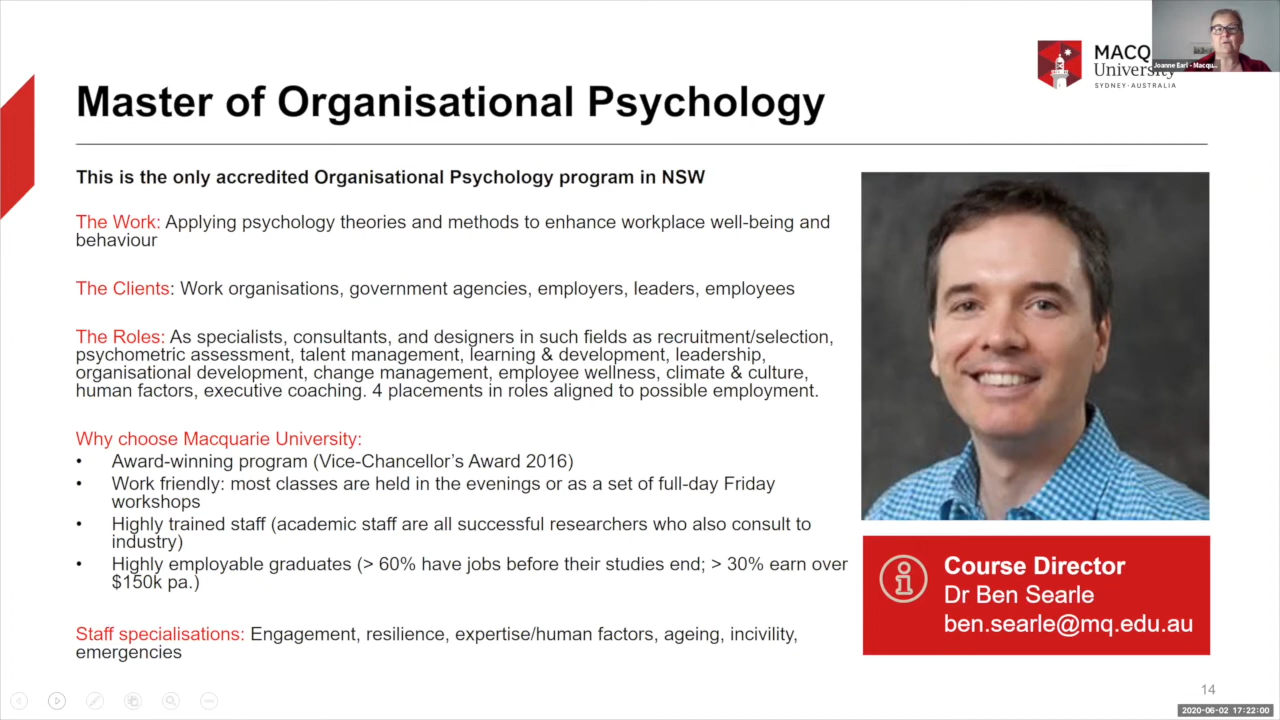 MACQ
University
SYDNEY·AUSTRALIA
Joanne Earl - Macqu...
Master of Organisational Psychology
This is the only accredited Organisational Psychology program in NSW
The Work: Applying psychology theories and methods to enhance workplace well-being and
behaviour
The Clients: Work organisations, government agencies, employers, leaders, employees
The Roles: As specialists, consultants, and designers in such fields as recruitment/selection,
psychometric assessment, talent management, learning & development, leadership,
organisational development, change management, employee wellness, climate & culture,
human factors, executive coaching. 4 placements in roles aligned to possible employment.
Why choose Macquarie University:
• Award-winning program (Vice-Chancellor's Award 2016)
• Work friendly: most classes are held in the evenings or as a set of full-day Friday
workshops
• Highly trained staff (academic staff are all successful researchers who also consult to
industry)
• Highly employable graduates (> 60% have jobs before their studies end; > 30% earn over
$150k pa.)
Staff specialisations: Engagement, resilience, expertise/human factors, ageing, incivility,
emergencies
Course Director
Dr Ben Searle
ben.searle@mq.edu.au
14
2020-06-02 17:22:00